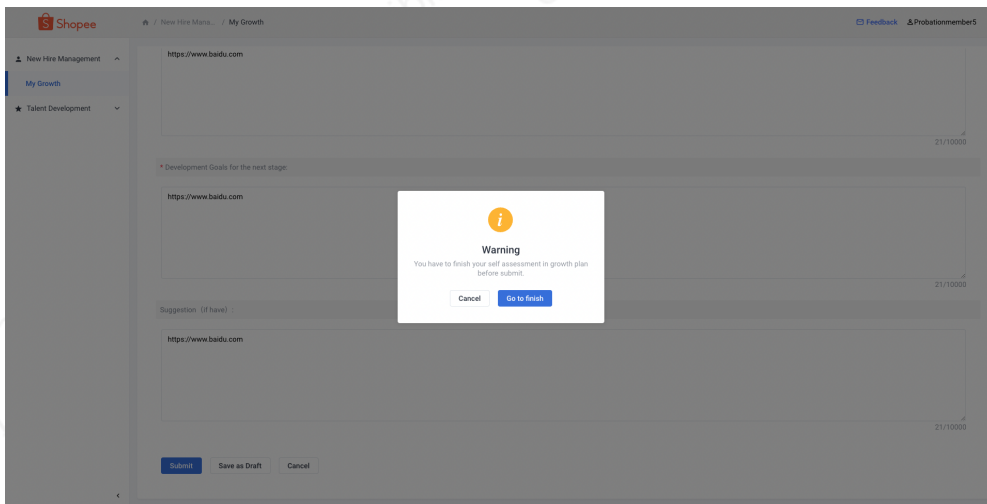 Shopee
/ New Hire Mana... / My Growth
Feedback
Probationmember5
New Hire Management
My Growth
Talent Development
https://www.baidu.com
21/10000
* Development Goals for the next stage:
https://www.baidu.com
21/10000
Suggestion (if have) :
https://www.baidu.com
21/10000
Submit
Save as Draft
Cancel
Warning
You have to finish your self assessment in growth plan
before submit.
Cancel
Go to finish